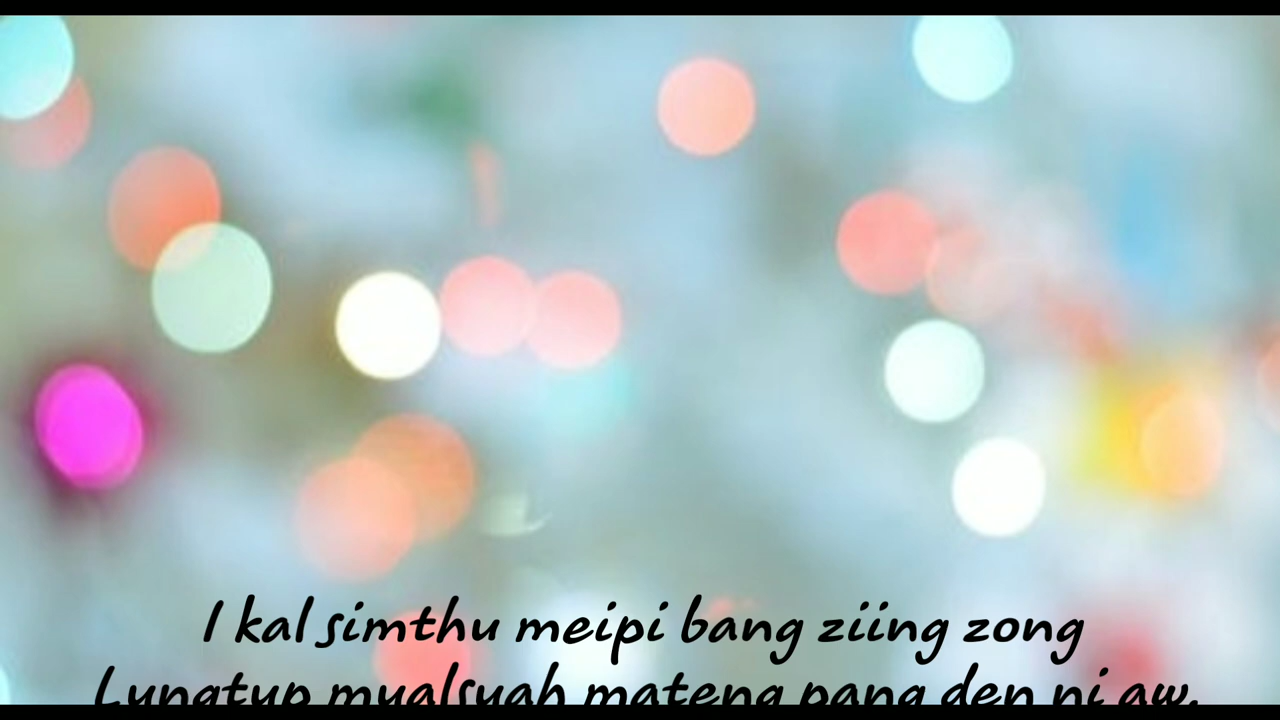 I kal simthu meipi bang ziing zong
Lungtup mualsuah mateng pang den ni aw.